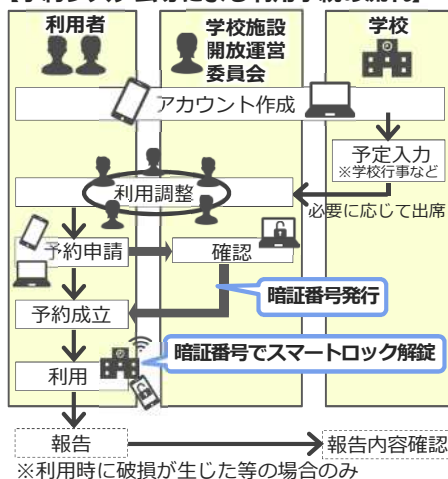 利用者
学校施設
開放運営
委員会
学校
アカウント作成
予定入力
※学校行事など
利用調整
必要に応じて出席
予約申請
確認
暗証番号発行
予約成立
暗証番号でスマートロック解錠
利用
報告
報告内容確認
※利用時に破損が生じた等の場合のみ